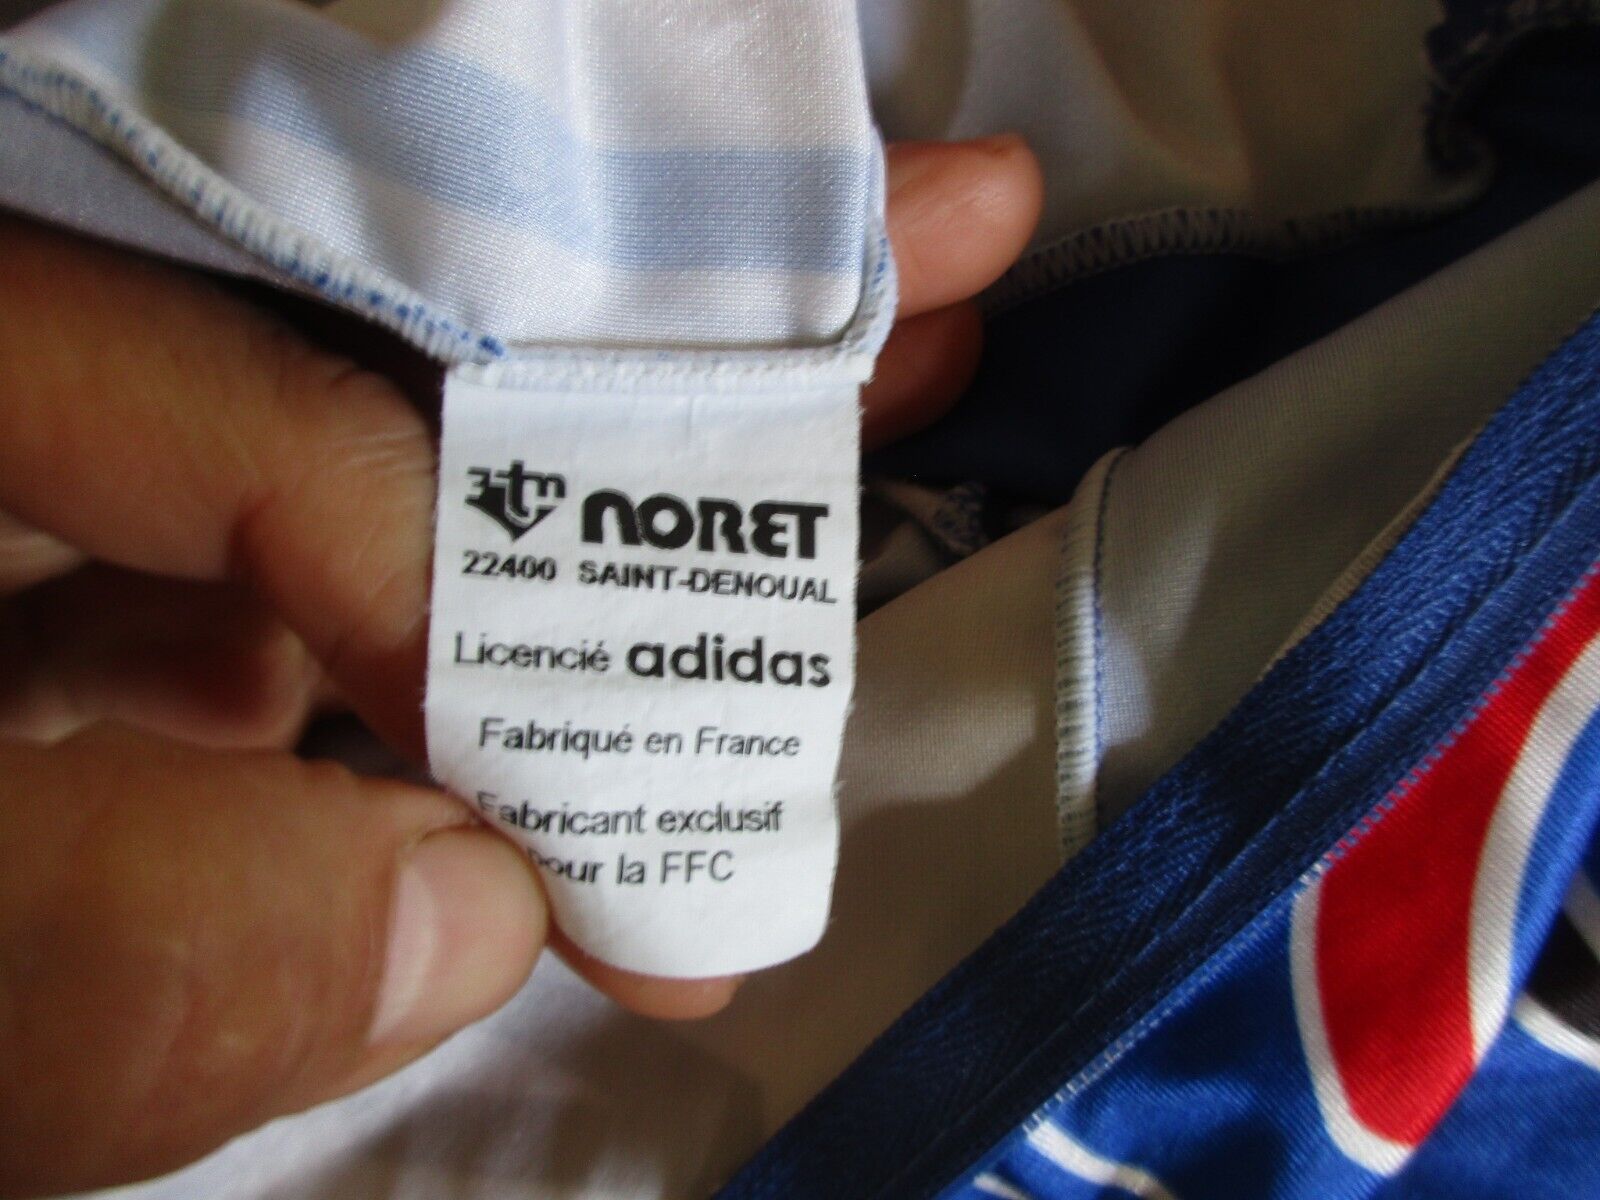 3tm NORET
22400 SAINT-DENOUAL
Licencié adidas
Fabriqué en France
Fabricant exclusif
pour la FFC